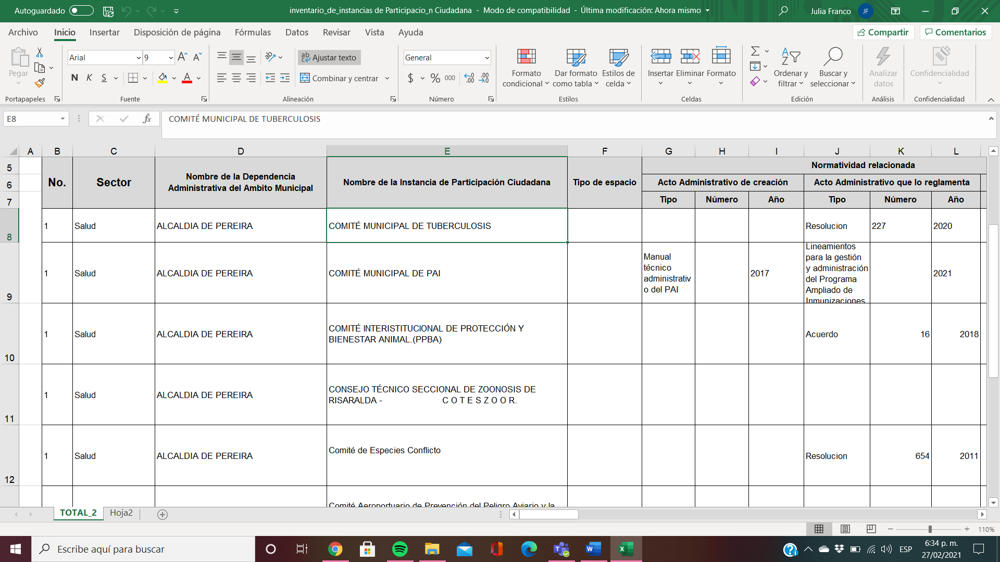 Autoguardado
inventario_de_instancias de Participacio_n Ciudadana - Modo de compatibilidad - Última modificación: Ahora mismo
Julia Franco
JF
Archivo Inicio Insertar Disposición de página Fórmulas Datos Revisar Vista Ayuda
Compartir Comentarios
Pegar
Portapapeles
Arial 9
N K S
Fuente
Ajustar texto
Combinar y centrar
Alineación
General
$ % 000
Número
Formato condicional
Dar formato como tabla
Estilos de celda
Estilos
Insertar Eliminar Formato
Celdas
Ordenar y filtrar
Buscar y seleccionar
Edición
Analizar datos
Análisis
Confidencialidad
Confidencialidad
E8
fx
COMITÉ MUNICIPAL DE TUBERCULOSIS
A B C D E F G H I J K L
5
6
7
No.
Sector
Nombre de la Dependencia
Administrativa del Ambito Municipal
Nombre de la Instancia de Participación Ciudadana
Tipo de espacio
Normatividad relacionada
Acto Administrativo de creación
Acto Administrativo que lo reglamenta
Tipo Número Año Tipo Número Año
8
1 Salud ALCALDIA DE PEREIRA COMITÉ MUNICIPAL DE TUBERCULOSIS Resolucion 227 2020
9
1 Salud ALCALDIA DE PEREIRA COMITÉ MUNICIPAL DE PAI
Manual
técnico
administrativ
o del PAI
2017
Lineamientos
para la gestión
y administración
del Programa
Ampliado de
Inmunizaciones
2021
10
1 Salud ALCALDIA DE PEREIRA
COMITÉ INTERISTITUCIONAL DE PROTECCIÓN Y
BIENESTAR ANIMAL.(PPBA)
Acuerdo 16 2018
11
1 Salud ALCALDIA DE PEREIRA
CONSEJO TÉCNICO SECCIONAL DE ZOONOSIS DE
RISARALDA - C O T E S Z O O R.
12
1 Salud ALCALDIA DE PEREIRA
Comité de Especies Conflicto
Resolucion 654 2011
Comité Aeroportuario de Prevención del Peligro Aviario y la
TOTAL_2 Hoja2
110%
Escribe aquí para buscar
ESP
6:34 p. m.
27/02/2021